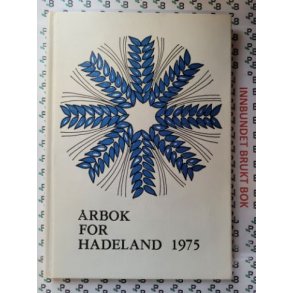 ÅRBOK
FOR
HADELAND 1975
INNBUNDET BRUKT BOK